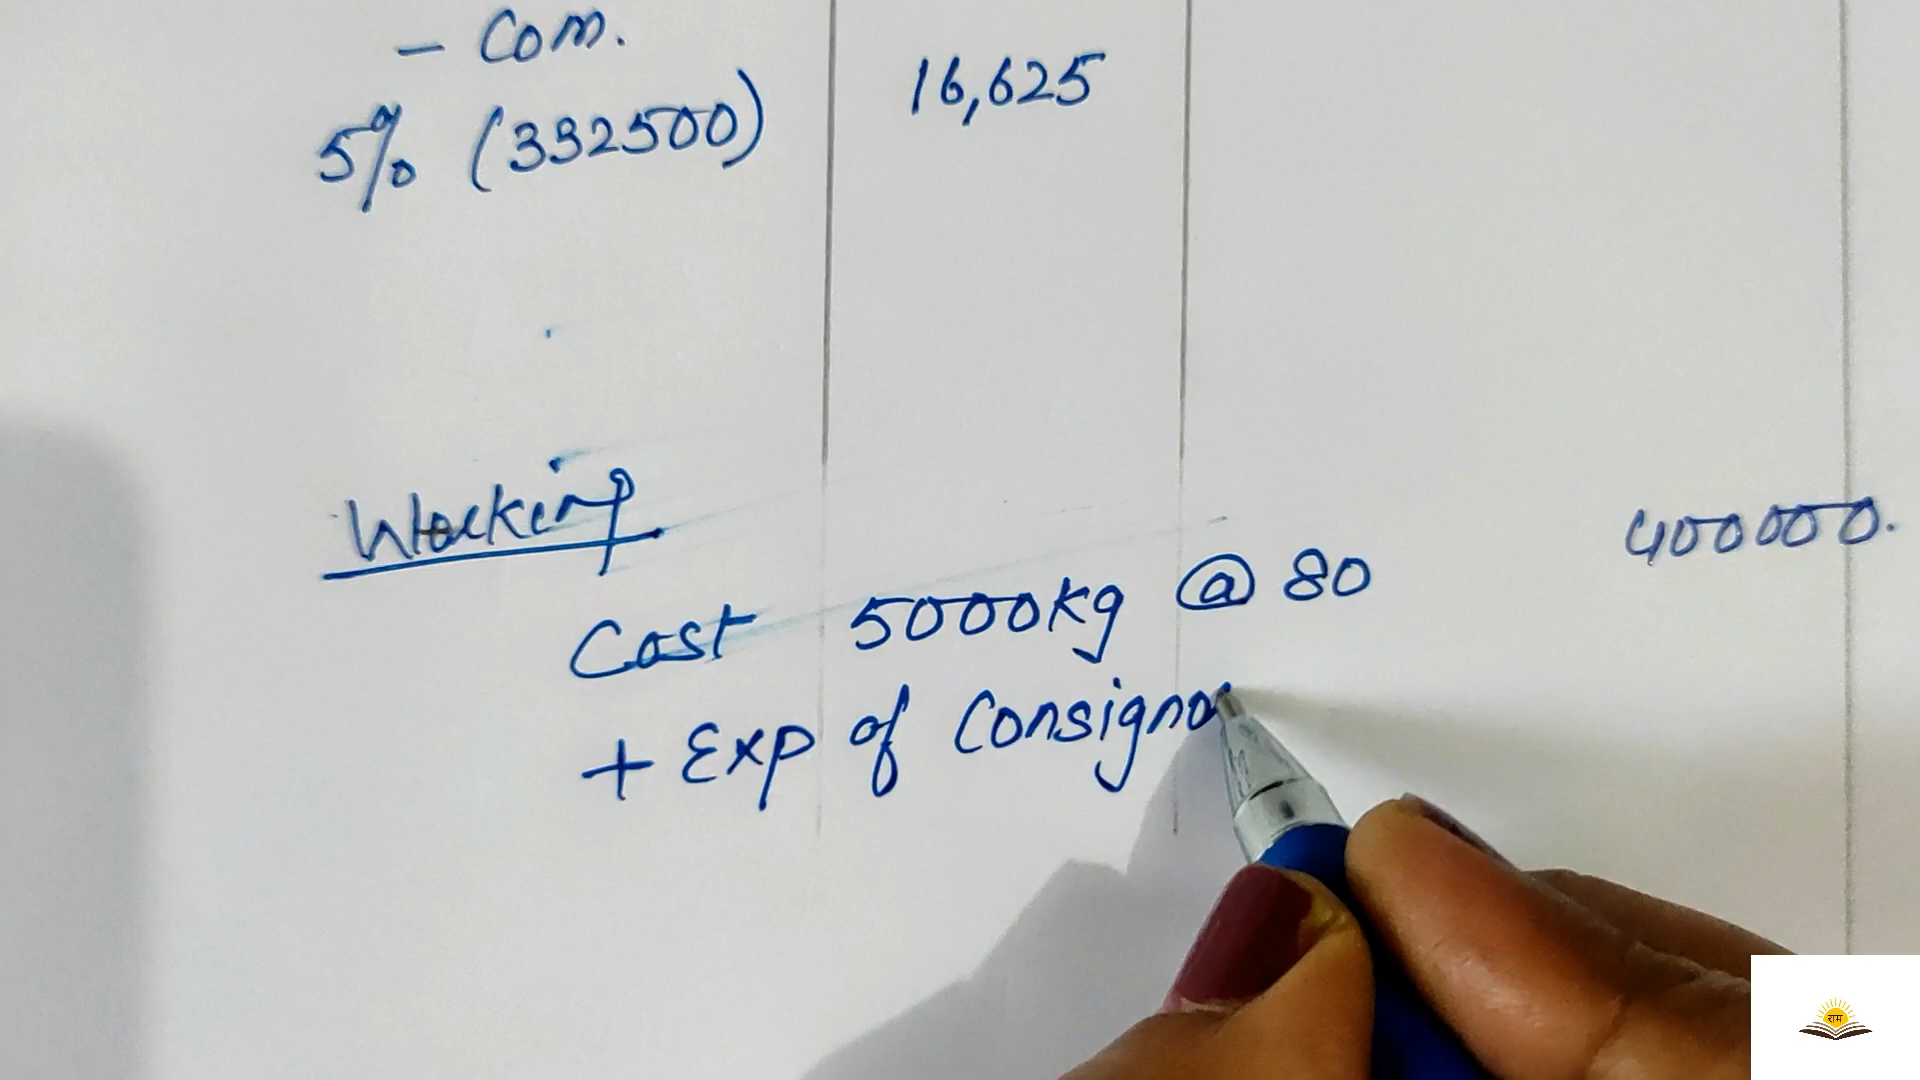 - Com.
5% (332500) 16,625
Working
400000.
Cost 5000kg @ 80
+ Exp of Consigno
राम